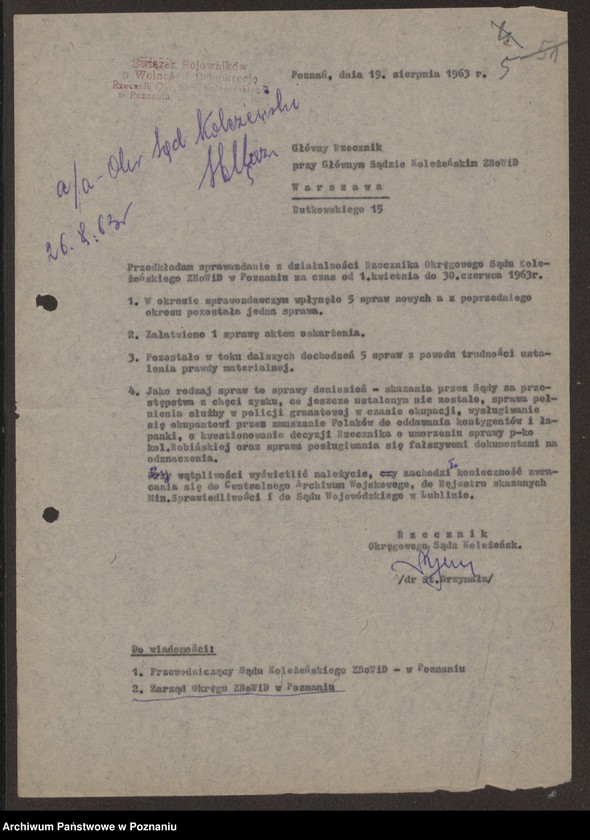 Związek Bojowników
o Wolność i Demokrację
Rzecznik
w Poznaniu
Poznań, dnia 19. sierpnia 1963 r.
5
51
a/a - Okr Sąd Koleżeński
26.8.63r
Główny Rzecznik
przy Głównym Sądzie Koleżeńskim ZBoWiD
W a r s z a w a
Rutkowskiego 15
Przedkładam sprawozdanie z działalności Rzecznika Okręgowego Sądu Kole-
żeńskiego ZBoWiD w Poznaniu za czas od 1.kwietnia do 30.czerwca 1963r.
1. W okresie sprawozdawczym wpłynęło 5 spraw nowych a z poprzedniego
okresu pozostała jedna sprawa.
2. Załatwiono 1 sprawę aktem oskarżenia.
3. Pozostało w toku dalszych dochodzeń 5 spraw z powodu trudności usta-
lenia prawdy materialnej.
4. Jako rodzaj spraw to sprawy doniesień - skazania przez Sądy za prze-
stępstwa z chęci zysku, co jeszcze ustalonym nie zostało, sprawa peł-
nienia służby w policji granatowej w czasie okupacji, wysługiwanie
się okupantowi przez zmuszanie Polaków do oddawania kontygentów i ła-
panki, o kwestionowanie decyzji Rzecznika o umorzeniu sprawy p-ko
kol.Robińskiej oraz sprawa posługiwania się fałszywymi dokumentami na
odznaczenia.
wątpliwości wyświetlić należycie, zachodzi konieczność zwra-
cania się do Centralnego Archiwum Wojskowego, do Rejestru skazanych
Min.Sprawiedliwości i do Sądu Wojewódzkiego w Lublinie.
R z e c z n i k
Okręgowego Sądu Koleżeńsk.
/dr St.Drzymała/
Do wiadomości:
1. Przewodniczący Sądu Koleżeńskiego ZBoWiD - w Poznaniu
2. Zarząd Okręgu ZBoWiD w Poznaniu
Archiwum Państwowe w Poznaniu